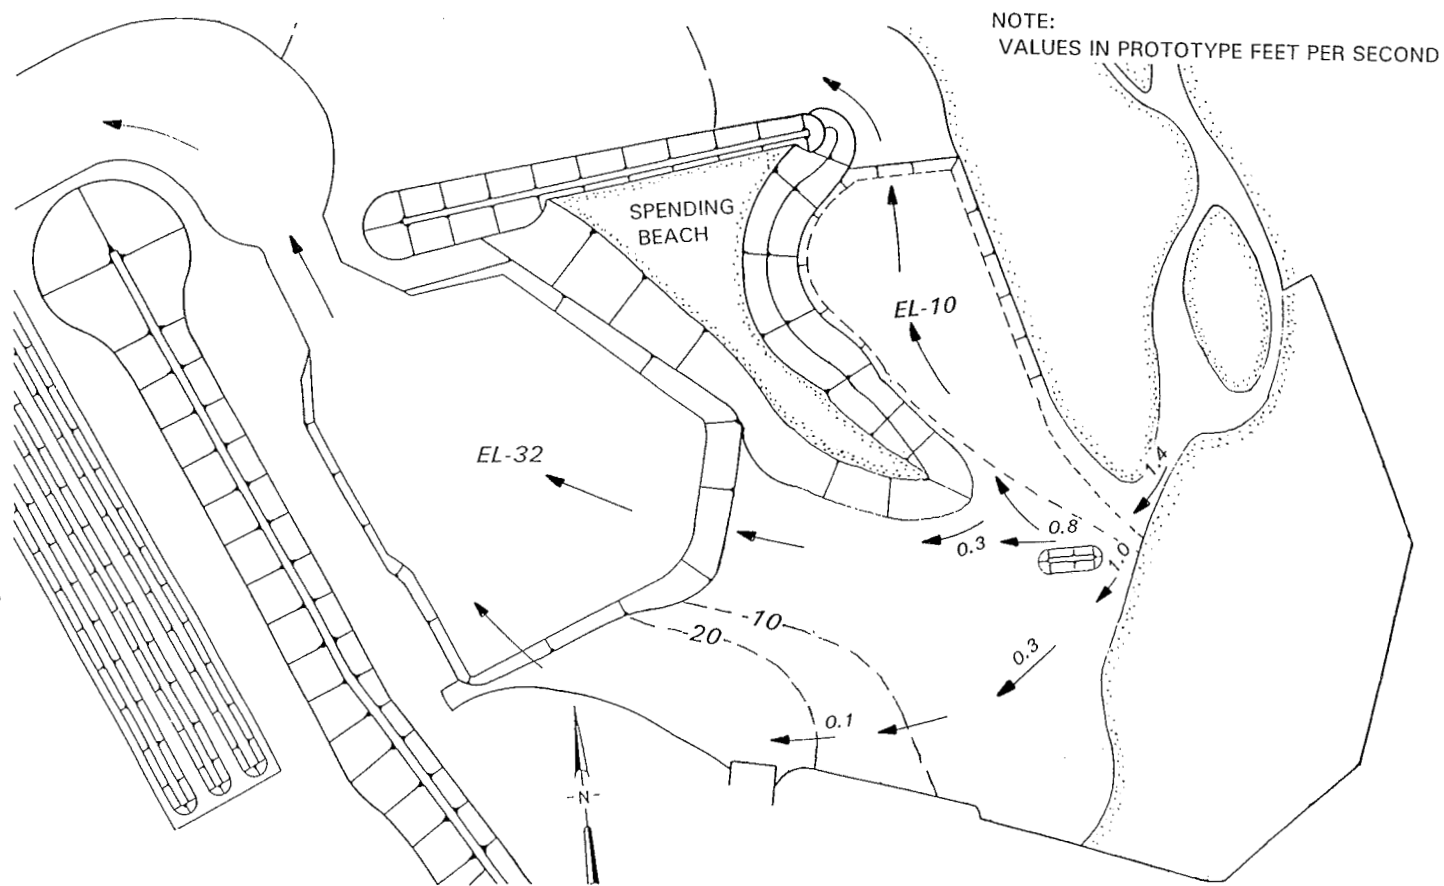 NOTE:
VALUES IN PROTOTYPE FEET PER SECOND
SPENDING
BEACH
EL-10
EL-32
1.4
0.8
0.3
1.0
-10
-20
0.3
0.1
-N-